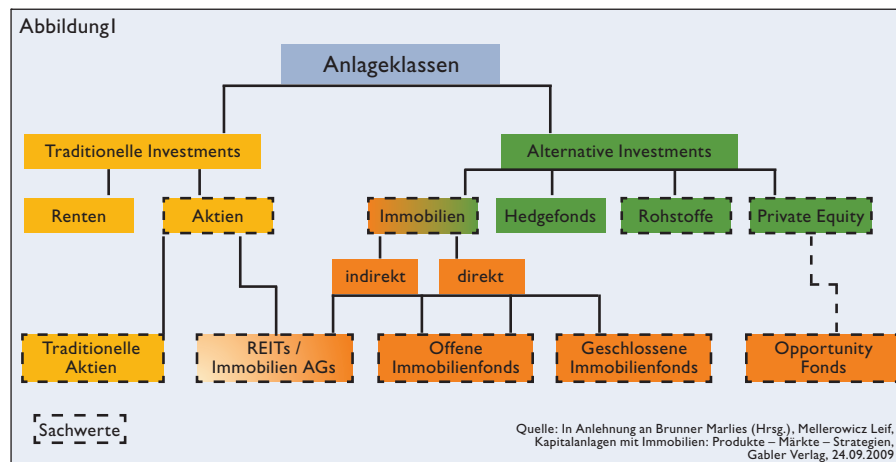 Abbildung1
Anlageklassen
Traditionelle Investments
Alternative Investments
Renten
Aktien
Immobilien
Hedgefonds
Rohstoffe
Private Equity
indirekt
direkt
Traditionelle
Aktien
REITs /
Immobilien AGs
Offene
Immobilienfonds
Geschlossene
Immobilienfonds
Opportunity
Fonds
Sachwerte
Quelle: In Anlehnung an Brunner Marlies (Hrsg.), Mellerowicz Leif,
Kapitalanlagen mit Immobilien: Produkte – Märkte – Strategien,
Gabler Verlag, 24.09.2009